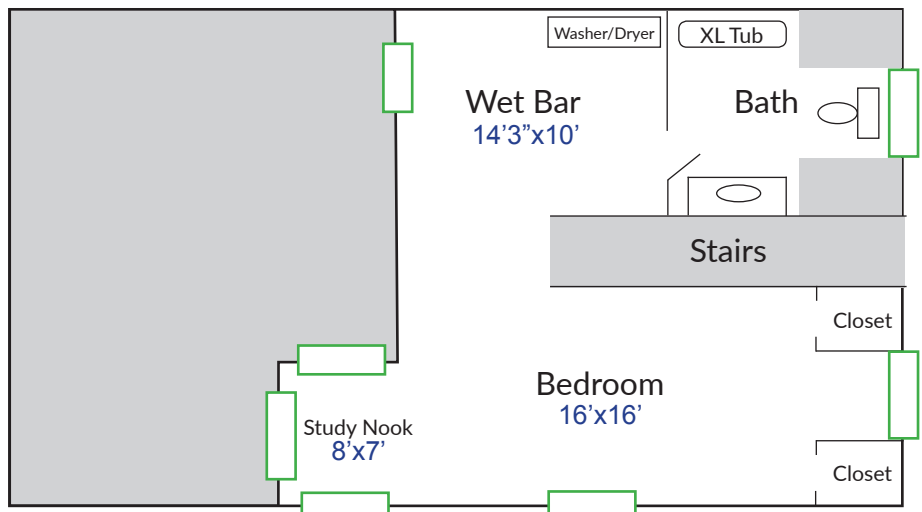 Washer/Dryer
XL Tub
Wet Bar
14’3”x10’
Bath
Stairs
Closet
Bedroom
16’x16’
Study Nook
8’x7’
Closet